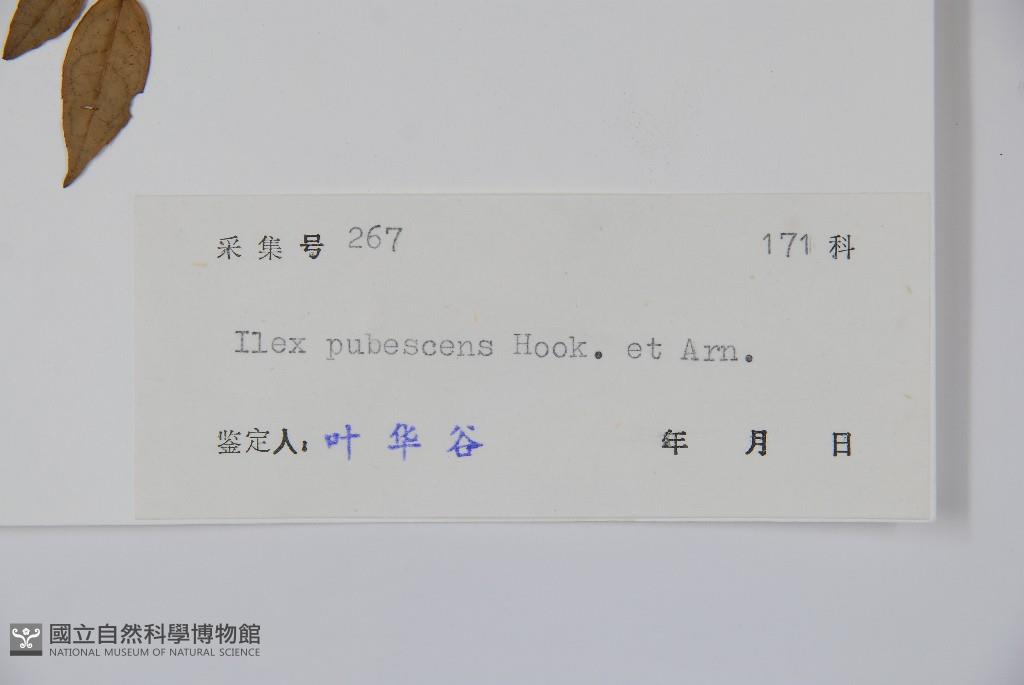 采集号 267 171 科
Ilex pubescens Hook. et Arn.
鉴定人: 叶华谷 年 月 日
國立自然科學博物館
NATIONAL MUSEUM OF NATURAL SCIENCE